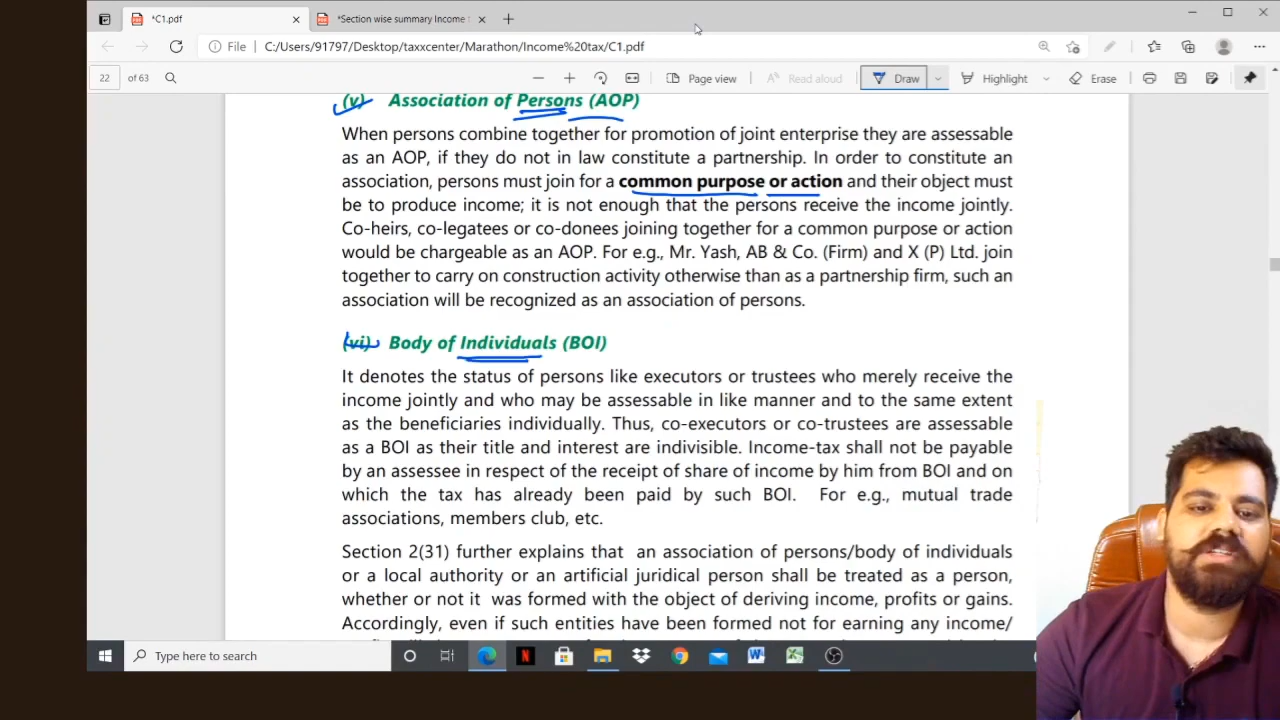 *C1.pdf
*Section wise summary Income t
File
C:/Users/91797/Desktop/taxxcenter/Marathon/Income%20tax/C1.pdf
22 of 63
Page view
Read aloud
Draw
Highlight
Erase
(v) Association of Persons (AOP)
When persons combine together for promotion of joint enterprise they are assessable
as an AOP, if they do not in law constitute a partnership. In order to constitute an
association, persons must join for a common purpose or action and their object must
be to produce income; it is not enough that the persons receive the income jointly.
Co-heirs, co-legatees or co-donees joining together for a common purpose or action
would be chargeable as an AOP. For e.g., Mr. Yash, AB & Co. (Firm) and X (P) Ltd. join
together to carry on construction activity otherwise than as a partnership firm, such an
association will be recognized as an association of persons.
(vi) Body of Individuals (BOI)
It denotes the status of persons like executors or trustees who merely receive the
income jointly and who may be assessable in like manner and to the same extent
as the beneficiaries individually. Thus, co-executors or co-trustees are assessable
as a BOI as their title and interest are indivisible. Income-tax shall not be payable
by an assessee in respect of the receipt of share of income by him from BOI and on
which the tax has already been paid by such BOI. For e.g., mutual trade
associations, members club, etc.
Section 2(31) further explains that an association of persons/body of individuals
or a local authority or an artificial juridical person shall be treated as a person,
whether or not it was formed with the object of deriving income, profits or gains.
Accordingly, even if such entities have been formed not for earning any income/
Type here to search